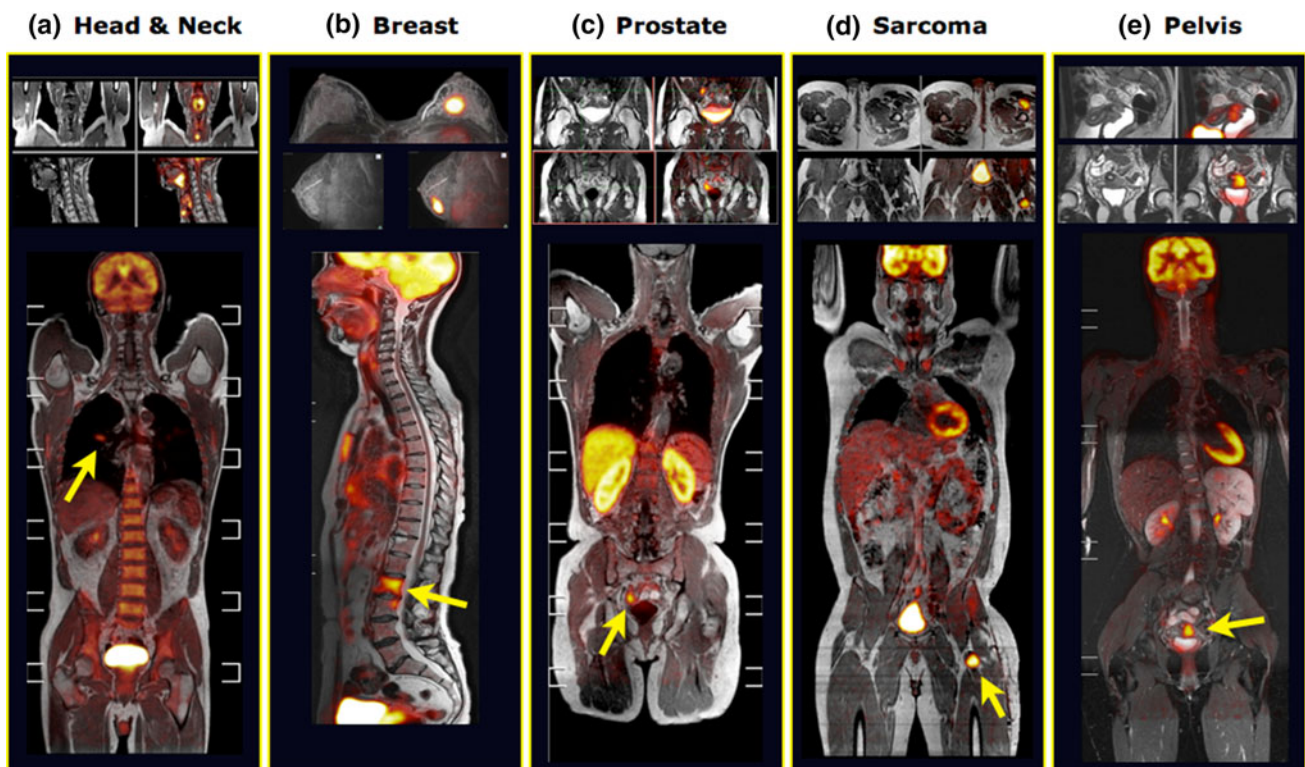 (a) Head & Neck
(b) Breast
(c) Prostate
(d) Sarcoma
(e) Pelvis